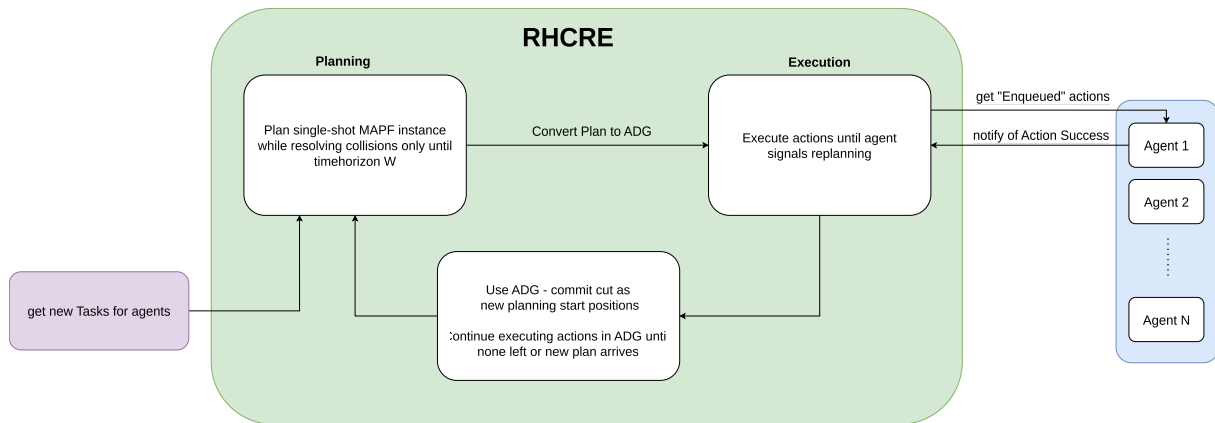 RHCRE
Planning
Execution
Plan single-shot MAPF instance
while resolving collisions only until
timehorizon W
Convert Plan to ADG
Execute actions until agent
signals replanning
get "Enqueued" actions
notify of Action Success
Agent 1
Agent 2
Agent N
get new Tasks for agents
Use ADG - commit cut as
new planning start positions
ontinue executing actions in ADG unti
none left or new plan arrives